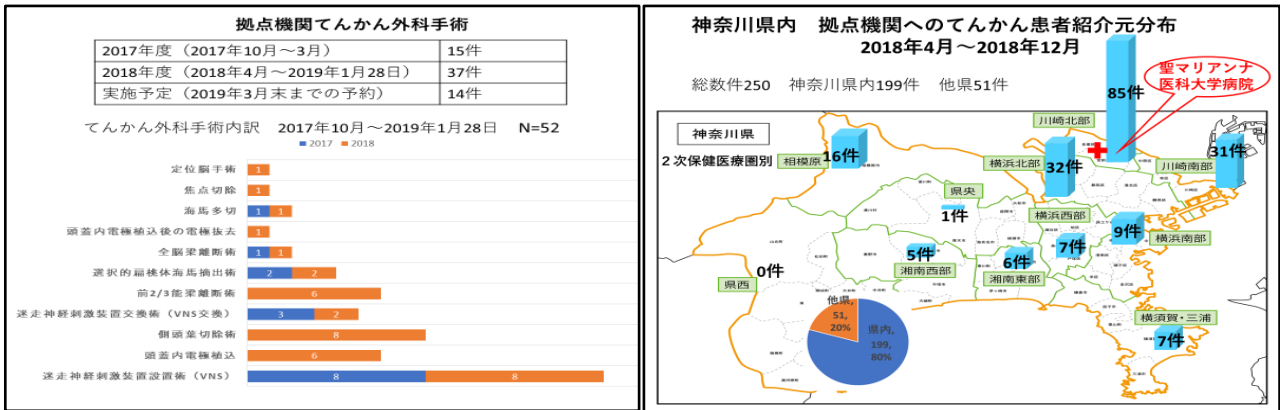 拠点機関てんかん外科手術
2017年度（2017年10月～3月） 15件
2018年度（2018年4月～2019年1月28日） 37件
実施予定（2019年3月末までの予約） 14件
てんかん外科手術内訳 2017年10月～2019年1月28日 N=52
2017 2018
定位脳手術 1
焦点切除 1
海馬多切 1 1
頭蓋内電極植込後の電極抜去 1
全脳梁離断術 1 1
選択的扁桃体海馬摘出術 2 2
前2/3脳梁離断術 6
迷走神経刺激装置交換術（VNS交換） 3 2
側頭葉切除術 8
頭蓋内電極植込 6
迷走神経刺激装置設置術（VNS） 8 8
神奈川県内 拠点機関へのてんかん患者紹介元分布
2018年4月～2018年12月
総数件250 神奈川県内199件 他県51件
聖マリアンナ
医科大学病院
神奈川県
2次保健医療圏別
川崎北部
85件
相模原
16件
横浜北部
32件
川崎南部
31件
県央
1件
横浜西部
7件
9件
横浜南部
湘南西部
5件
湘南東部
6件
県西
0件
横須賀・三浦
7件
他県,
51,
20%
県内,
199,
80%